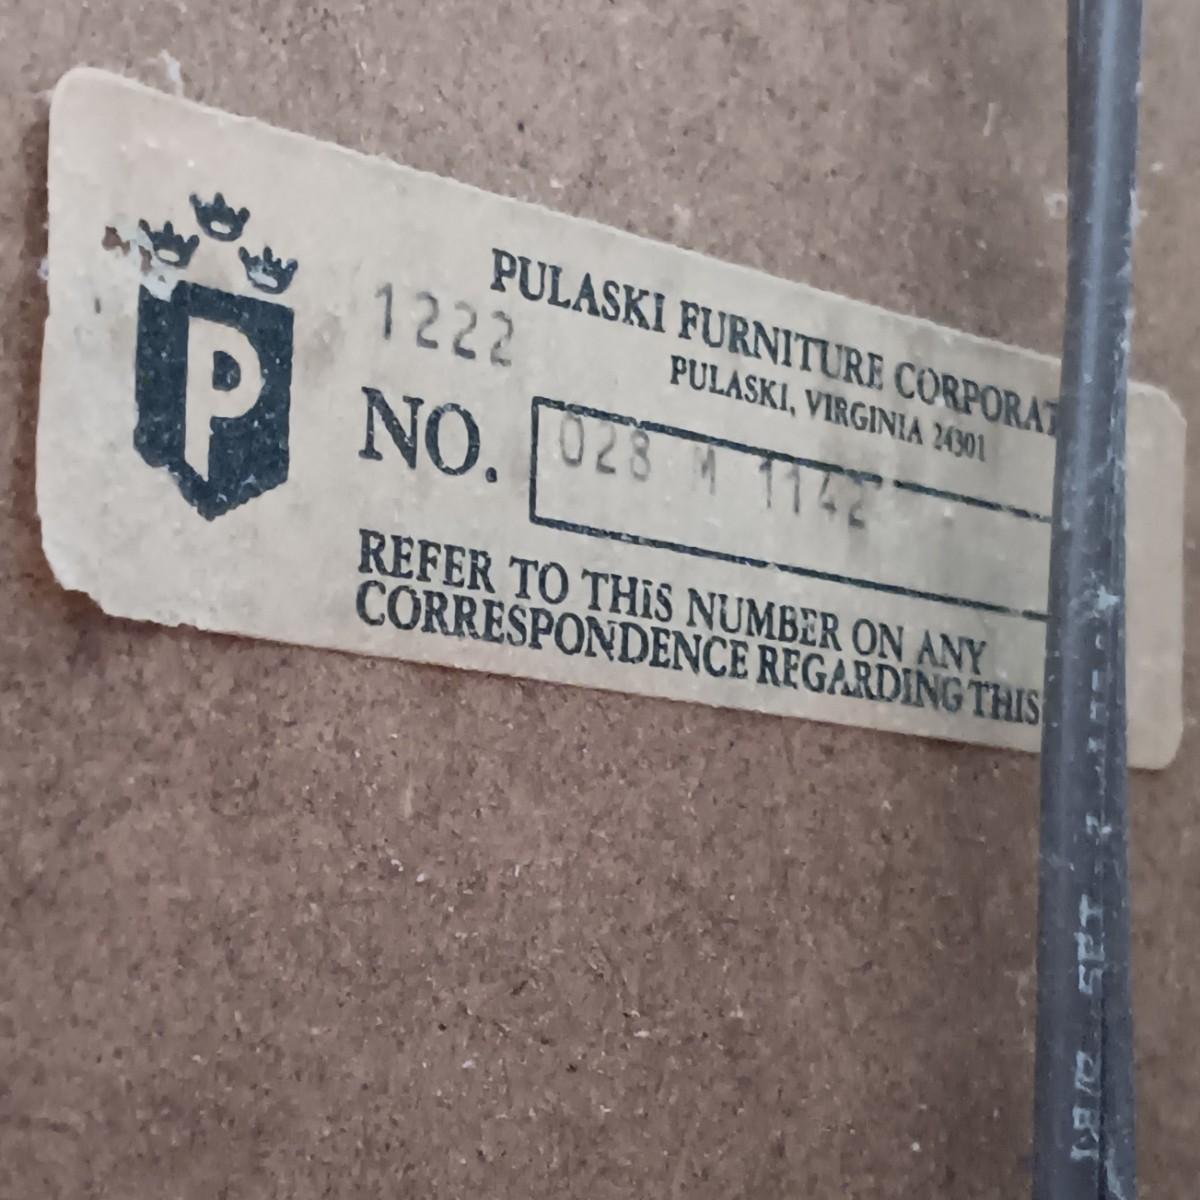 P
PULASKI FURNITURE CORPORAT
PULASKI, VIRGINIA 24301
1222
NO. 028 M 1142
REFER TO THIS NUMBER ON ANY
CORRESPONDENCE REGARDING THIS